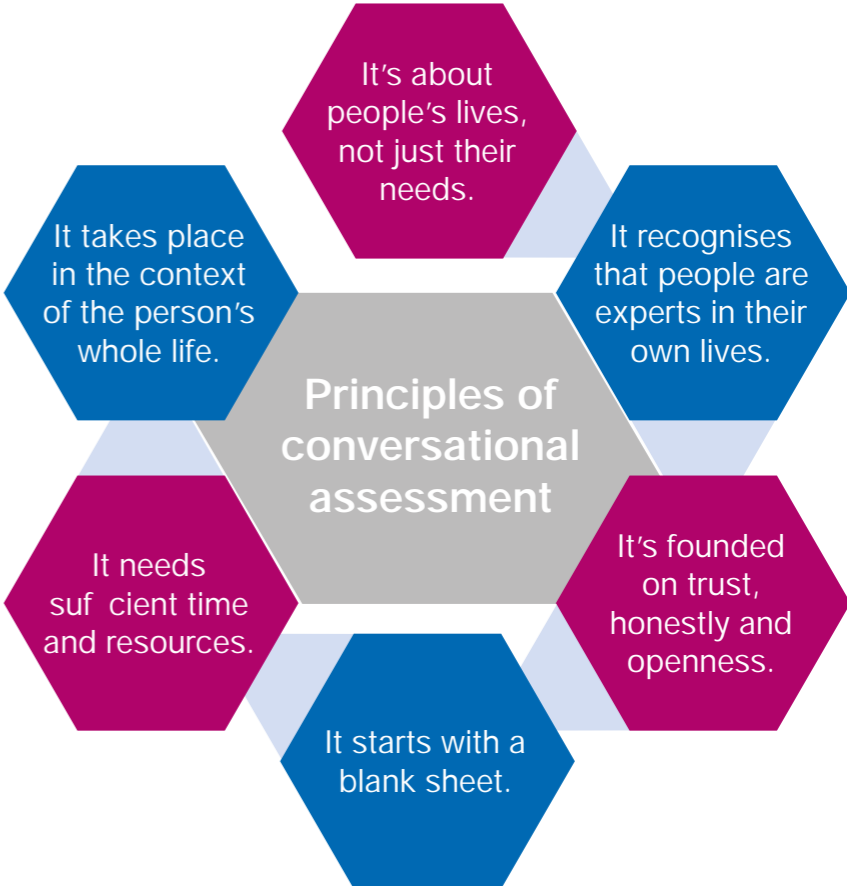 It's about
people's lives,
not just their
needs.
It recognises
that people are
experts in their
own lives.
It's founded
on trust,
honestly and
openness.
It starts with a
blank sheet.
It needs
suf cient time
and resources.
It takes place
in the context
of the person's
whole life.
Principles of
conversational
assessment